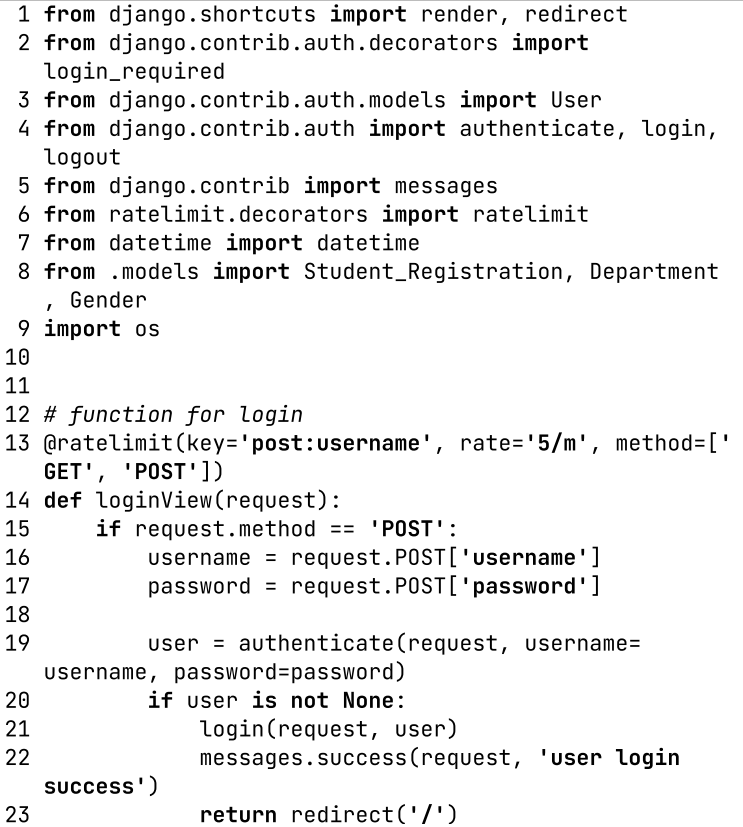 1 from django.shortcuts import render, redirect
2 from django.contrib.auth.decorators import
login_required
3 from django.contrib.auth.models import User
4 from django.contrib.auth import authenticate, login,
logout
5 from django.contrib import messages
6 from ratelimit.decorators import ratelimit
7 from datetime import datetime
8 from .models import Student_Registration, Department
, Gender
9 import os
10
11
12 # function for login
13 @ratelimit(key='post:username', rate='5/m', method=['
GET', 'POST'])
14 def loginView(request):
15     if request.method == 'POST':
16         username = request.POST['username']
17         password = request.POST['password']
18
19         user = authenticate(request, username=
username, password=password)
20         if user is not None:
21             login(request, user)
22             messages.success(request, 'user login
success')
23             return redirect('/')